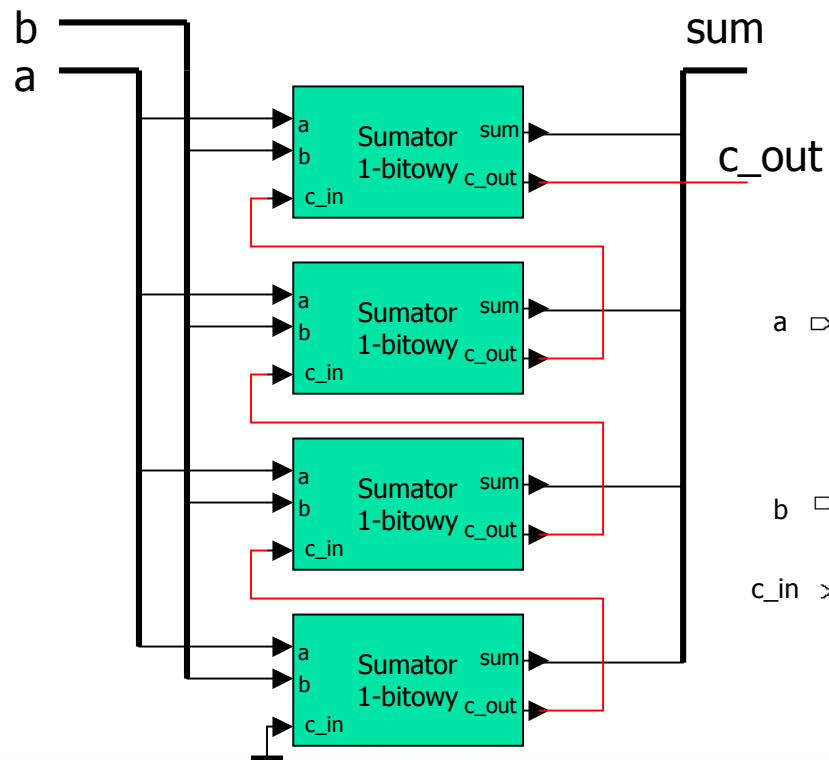 b
a
sum
c_out
a
b
c_in
Sumator
1-bitowy
sum
c_out
a
b
c_in
Sumator
1-bitowy
sum
c_out
a
b
c_in
Sumator
1-bitowy
sum
c_out
a
b
c_in
Sumator
1-bitowy
sum
c_out
a
b
c_in